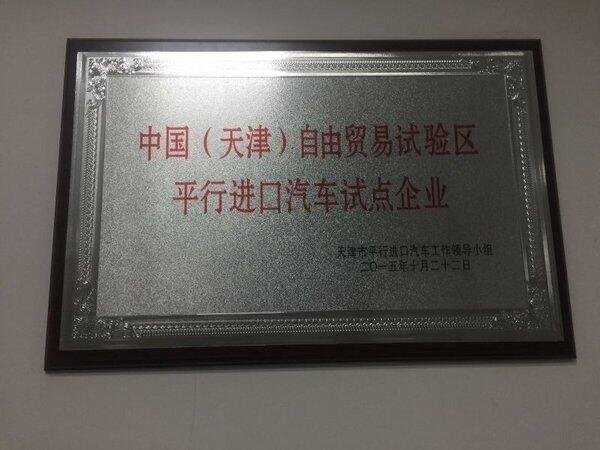 中国（天津）自由贸易试验区
平行进口汽车试点企业
天津市平行进口汽车工作领导小组
二〇一五年十月二十二日